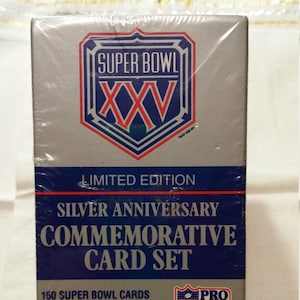 SUPER BOWL
XXV
LIMITED EDITION
SILVER ANNIVERSARY
COMMEMORATIVE
CARD SET
160 SUPER BOWL CARDS
PRO